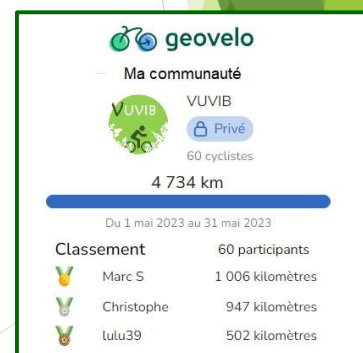 geovelo
Ma communauté
VUVIB
VUVIB
Privé
60 cyclistes
4 734 km
Du 1 mai 2023 au 31 mai 2023
Classement 60 participants
Marc S 1 006 kilomètres
Christophe 947 kilomètres
lulu39 502 kilomètres